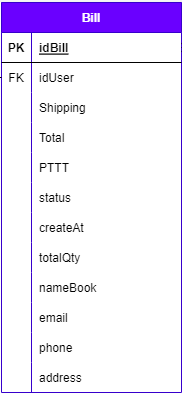 Bill
PK idBill
FK idUser
Shipping
Total
PTTT
status
createAt
totalQty
nameBook
email
phone
address